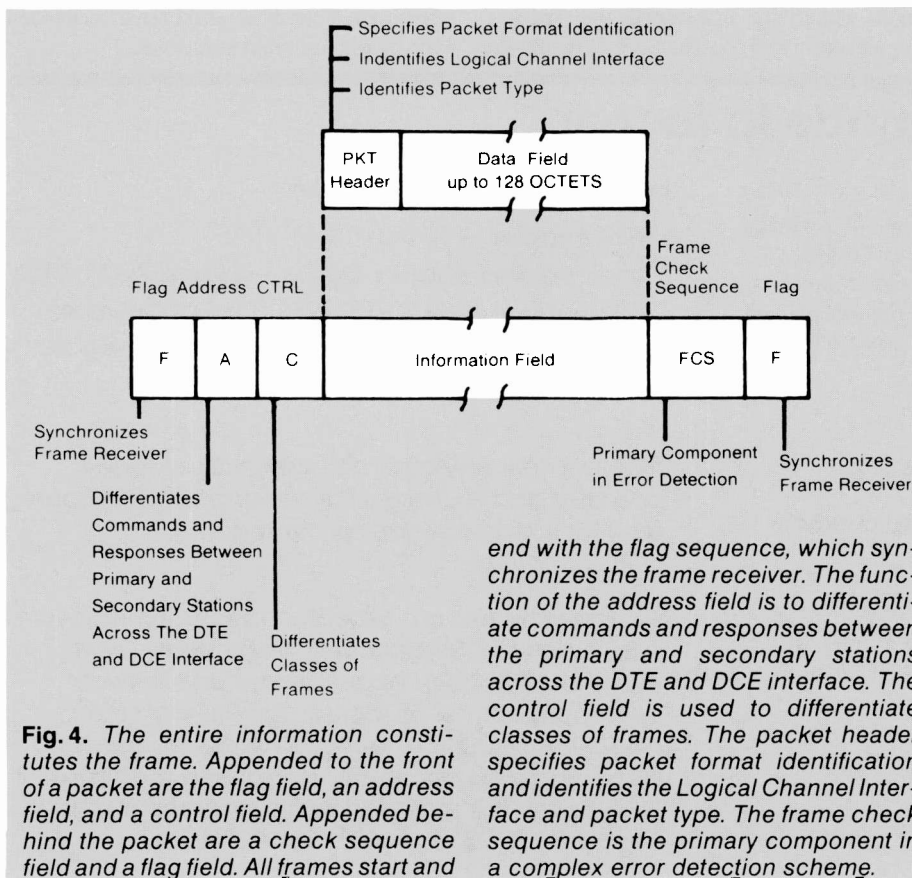 Specifies Packet Format Identification
Indentifies Logical Channel Interface
Identifies Packet Type
PKT
Header
Data Field
up to 128 OCTETS
Frame
Check
Sequence
Flag Address CTRL
Flag
F
A
C
Information Field
FCS
F
Synchronizes
Frame Receiver
Differentiates
Commands and
Responses Between
Primary and
Secondary Stations
Across The DTE
and DCE Interface
Differentiates
Classes of
Frames
Primary Component
in Error Detection
Synchronizes
Frame Receiver
Fig. 4. The entire information consti-
tutes the frame. Appended to the front
of a packet are the flag field, an address
field, and a control field. Appended be-
hind the packet are a check sequence
field and a flag field. All frames start and
end with the flag sequence, which syn-
chronizes the frame receiver. The func-
tion of the address field is to differenti-
ate commands and responses between
the primary and secondary stations
across the DTE and DCE interface. The
control field is used to differentiate
classes of frames. The packet header
specifies packet format identification
and identifies the Logical Channel Inter-
face and packet type. The frame check
sequence is the primary component in
a complex error detection scheme.